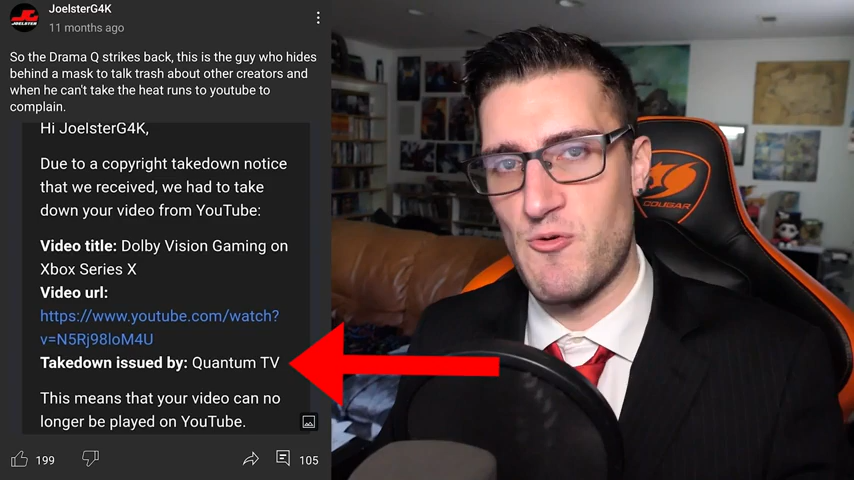 JoelsterG4K
11 months ago
So the Drama Q strikes back, this is the guy who hides
behind a mask to talk trash about other creators and
when he can't take the heat runs to youtube to
complain.
Hi JoelsterG4K,
Due to a copyright takedown notice
that we received, we had to take
down your video from YouTube:
Video title: Dolby Vision Gaming on
Xbox Series X
Video url:
https://www.youtube.com/watch?
v=N5Rj98loM4U
Takedown issued by: Quantum TV
This means that your video can no
longer be played on YouTube.
199
105
JOELSTER
COUGAR